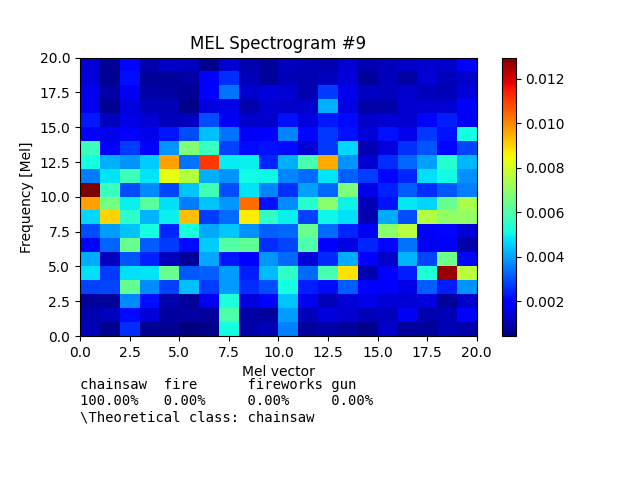 MEL Spectrogram #9
20.0
17.5
15.0
12.5
10.0
7.5
5.0
2.5
0.0
Frequency [Mel]
0.0 2.5 5.0 7.5 10.0 12.5 15.0 17.5 20.0
Mel vector
0.012
0.010
0.008
0.006
0.004
0.002
chainsaw fire fireworks gun
100.00% 0.00% 0.00% 0.00%
\Theoretical class: chainsaw